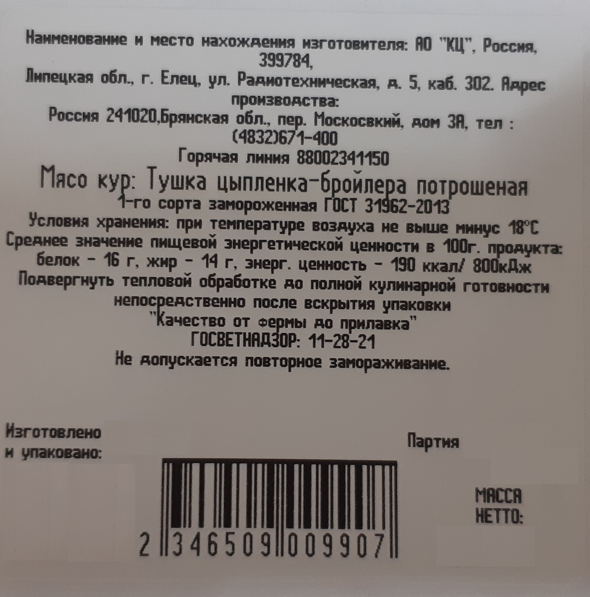 Наименование и место нахождения изготовителя: АО "КЦ", Россия,
399784,
Липецкая обл., г. Елец, ул. Радиотехническая, д. 5, каб. 302. Адрес
производства:
Россия 241020,Брянская обл., пер. Москосвкий, дом 3А, тел :
(4832)671-400
Горячая линия 88002341150
Мясо кур: Тушка цыпленка-бройлера потрошеная
1-го сорта замороженная ГОСТ 31962-2013
Условия хранения: при температуре воздуха не выше минус 18°С
Среднее значение пищевой энергетической ценности в 100г. продукта:
белок - 16 г, жир - 14 г, энерг. ценность - 190 ккал/ 800кДж
Подвергнуть тепловой обработке до полной кулинарной готовности
непосредственно после вскрытия упаковки
"Качество от фермы до прилавка"
ГОСВЕТНАДЗОР: 11-28-21
Не допускается повторное замораживание.
Изготовлено
и упаковано:
Партия
МАССА
НЕТТО:
2 346509 009907